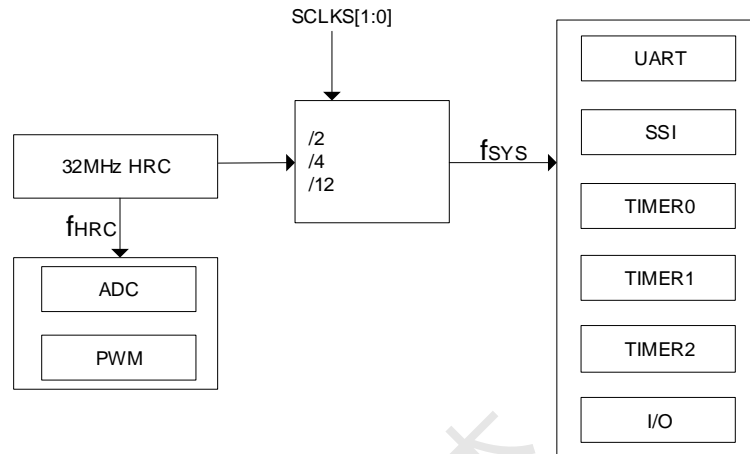 SCLKS[1:0]
32MHz HRC
/2
/4
/12
fSYS
fHRC
ADC
PWM
UART
SSI
TIMER0
TIMER1
TIMER2
I/O